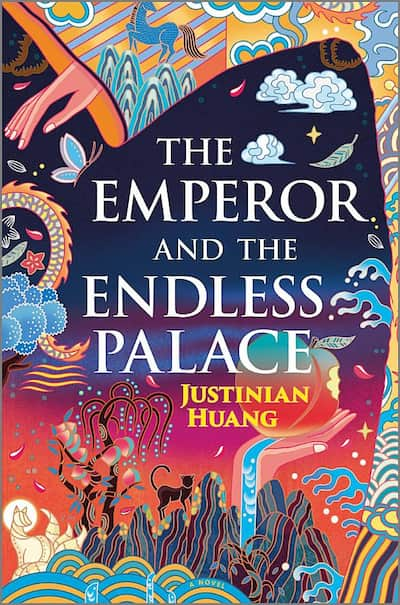 THE
EMPEROR
AND THE
ENDLESS
PALACE
JUSTINIAN
HUANG
A NOVEL